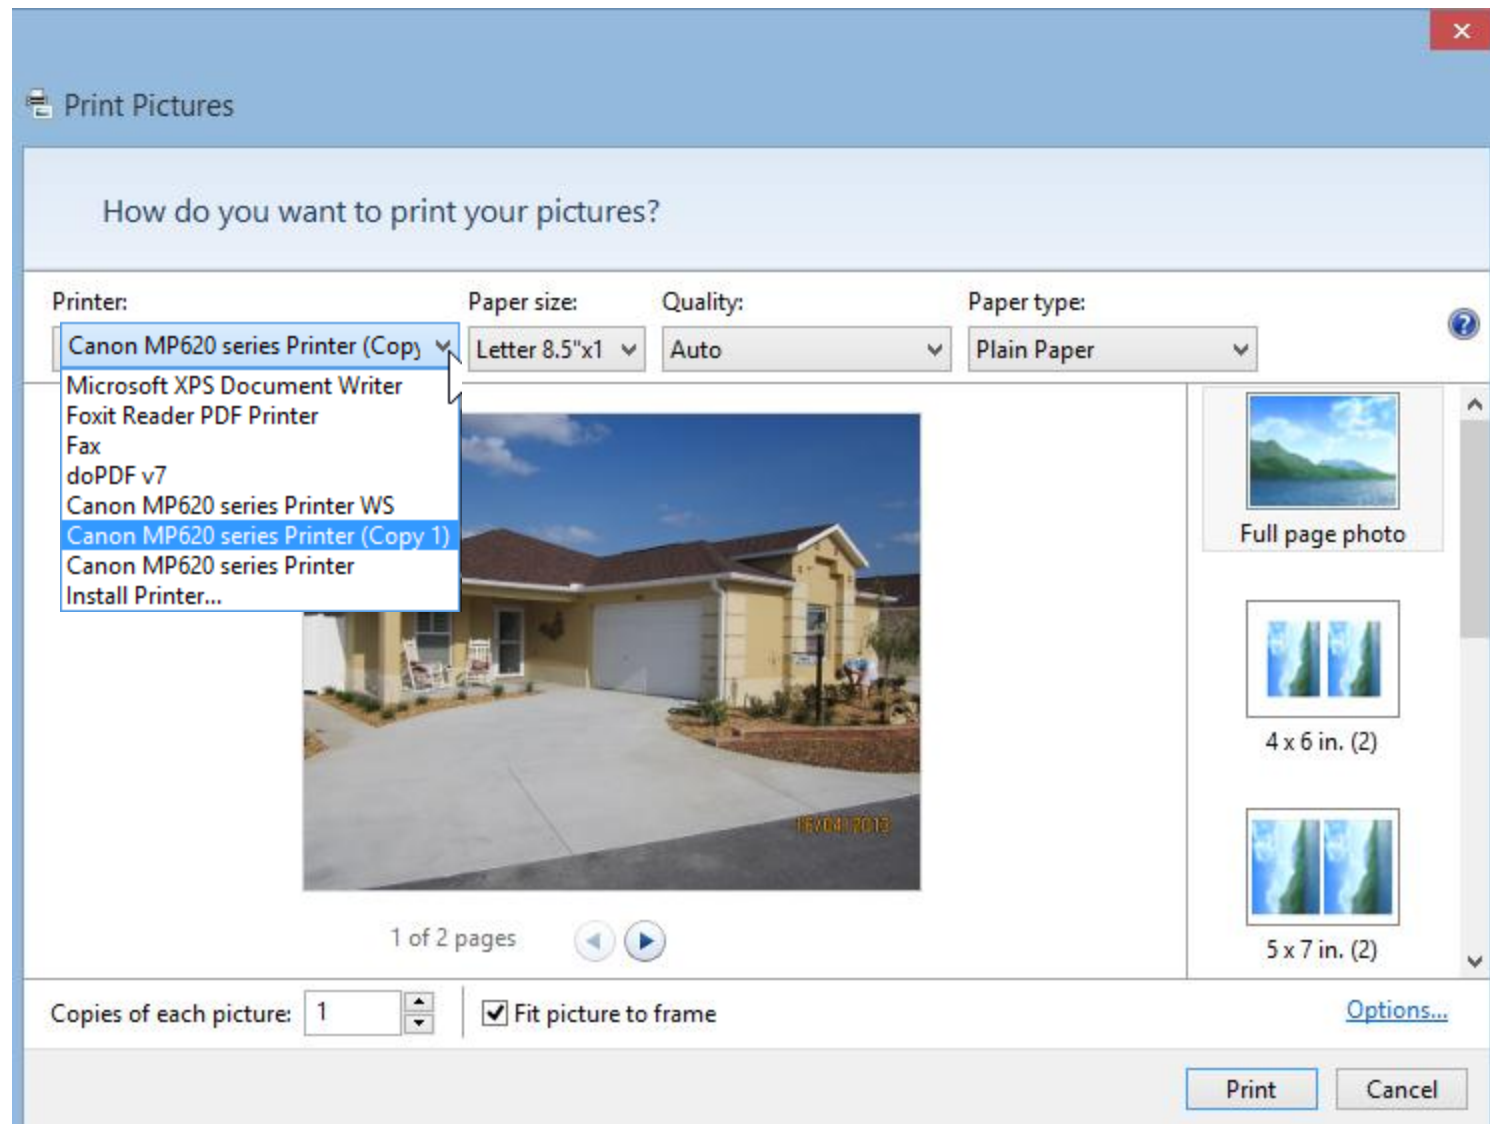 Print Pictures
How do you want to print your pictures?
Printer:
Paper size:
Quality:
Paper type:
Canon MP620 series Printer (Copy
Letter 8.5"x1
Auto
Plain Paper
Microsoft XPS Document Writer
Foxit Reader PDF Printer
Fax
doPDF v7
Canon MP620 series Printer WS
Canon MP620 series Printer (Copy 1)
Canon MP620 series Printer
Install Printer...
Full page photo
4 x 6 in. (2)
5 x 7 in. (2)
16/04/2013
1 of 2 pages
Copies of each picture: 1
Fit picture to frame
Options...
Print
Cancel